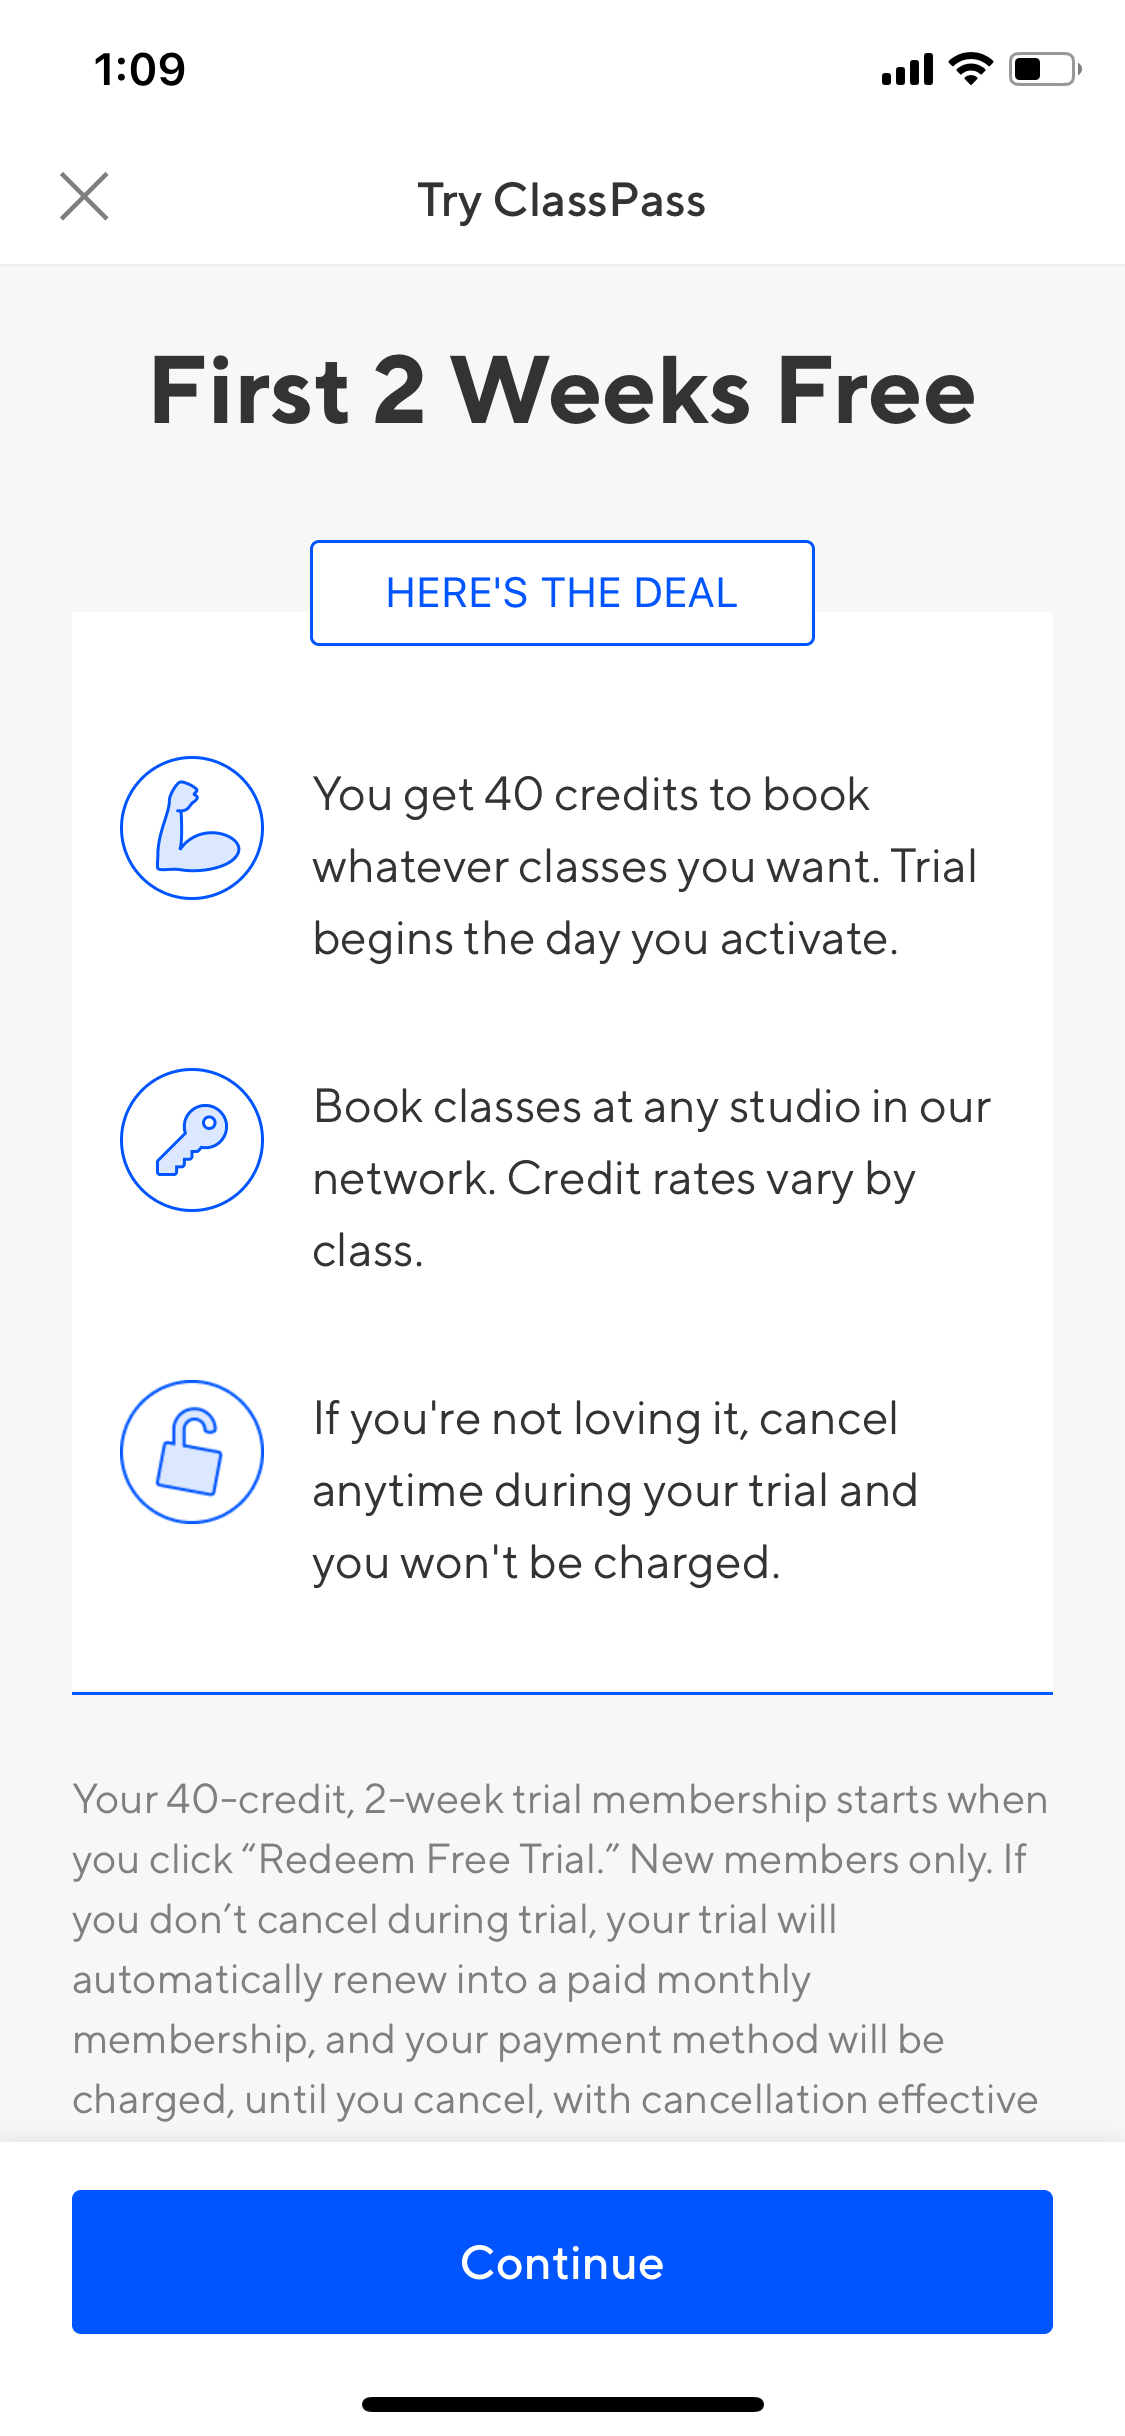 1:09
Try ClassPass
First 2 Weeks Free
HERE'S THE DEAL
You get 40 credits to book
whatever classes you want. Trial
begins the day you activate.
Book classes at any studio in our
network. Credit rates vary by
class.
If you're not loving it, cancel
anytime during your trial and
you won't be charged.
Your 40-credit, 2-week trial membership starts when
you click “Redeem Free Trial.” New members only. If
you don’t cancel during trial, your trial will
automatically renew into a paid monthly
membership, and your payment method will be
charged, until you cancel, with cancellation effective
Continue